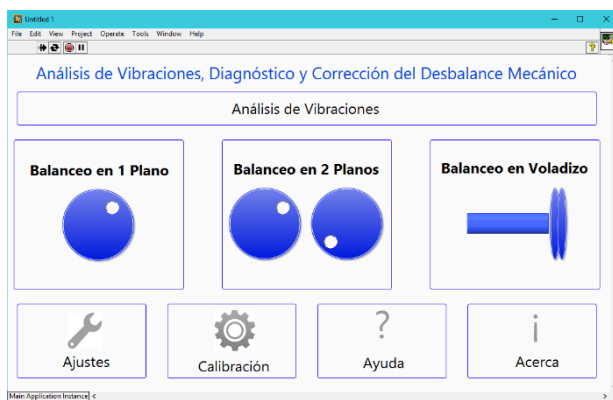 Untitled 1
File Edit View Project Operate Tools Window Help
Análisis de Vibraciones, Diagnóstico y Corrección del Desbalance Mecánico
Análisis de Vibraciones
Balanceo en 1 Plano
Balanceo en 2 Planos
Balanceo en Voladizo
Ajustes
Calibración
Ayuda
Acerca
Main Application Instance